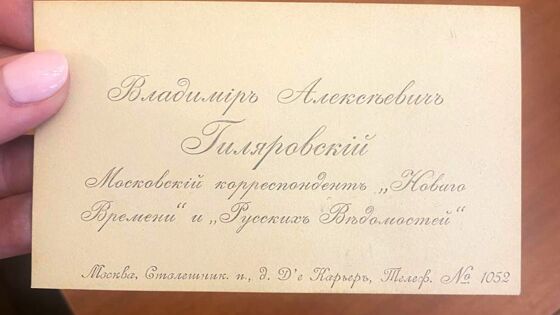 Владиміръ Алексѣевичъ
Гиляровскій
Московскій корреспондентъ „Новаго
Времени“ и „Русскихъ Вѣдомостей“
Москва, Столешник. п., д. Д'е Карьеръ, Телеф. № 1052